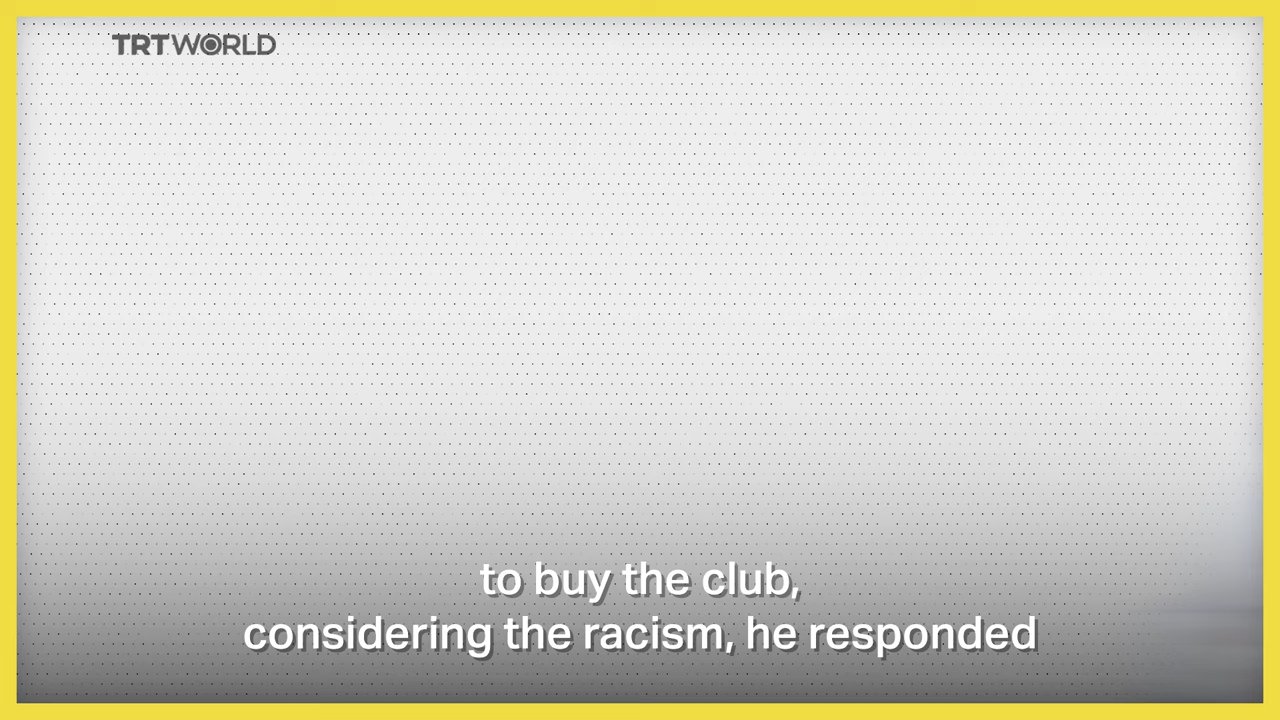 TRTWORLD
to buy the club,
considering the racism, he responded